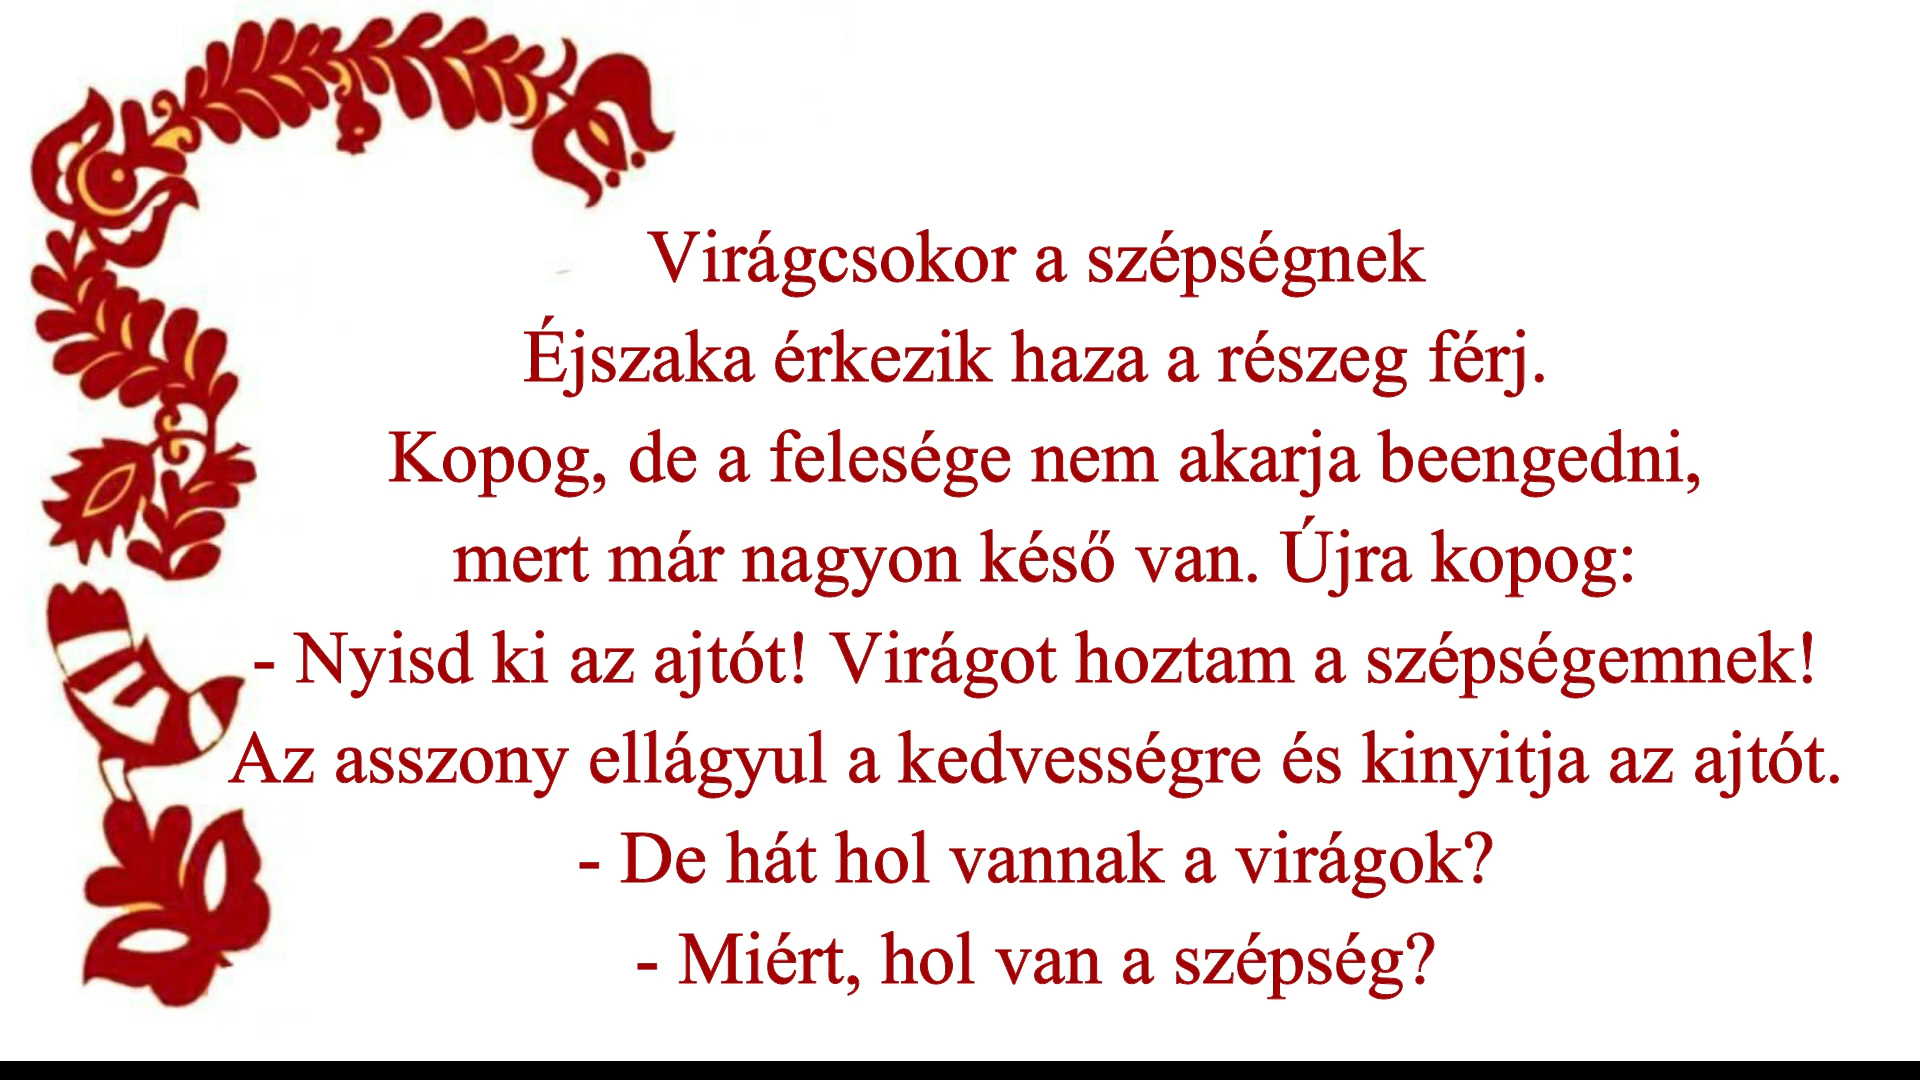 Virágcsokor a szépségnek
Éjszaka érkezik haza a részeg férj.
Kopog, de a felesége nem akarja beengedni,
mert már nagyon késő van. Újra kopog:
- Nyisd ki az ajtót! Virágot hoztam a szépségemnek!
Az asszony ellágyul a kedvességre és kinyitja az ajtót.
- De hát hol vannak a virágok?
- Miért, hol van a szépség?